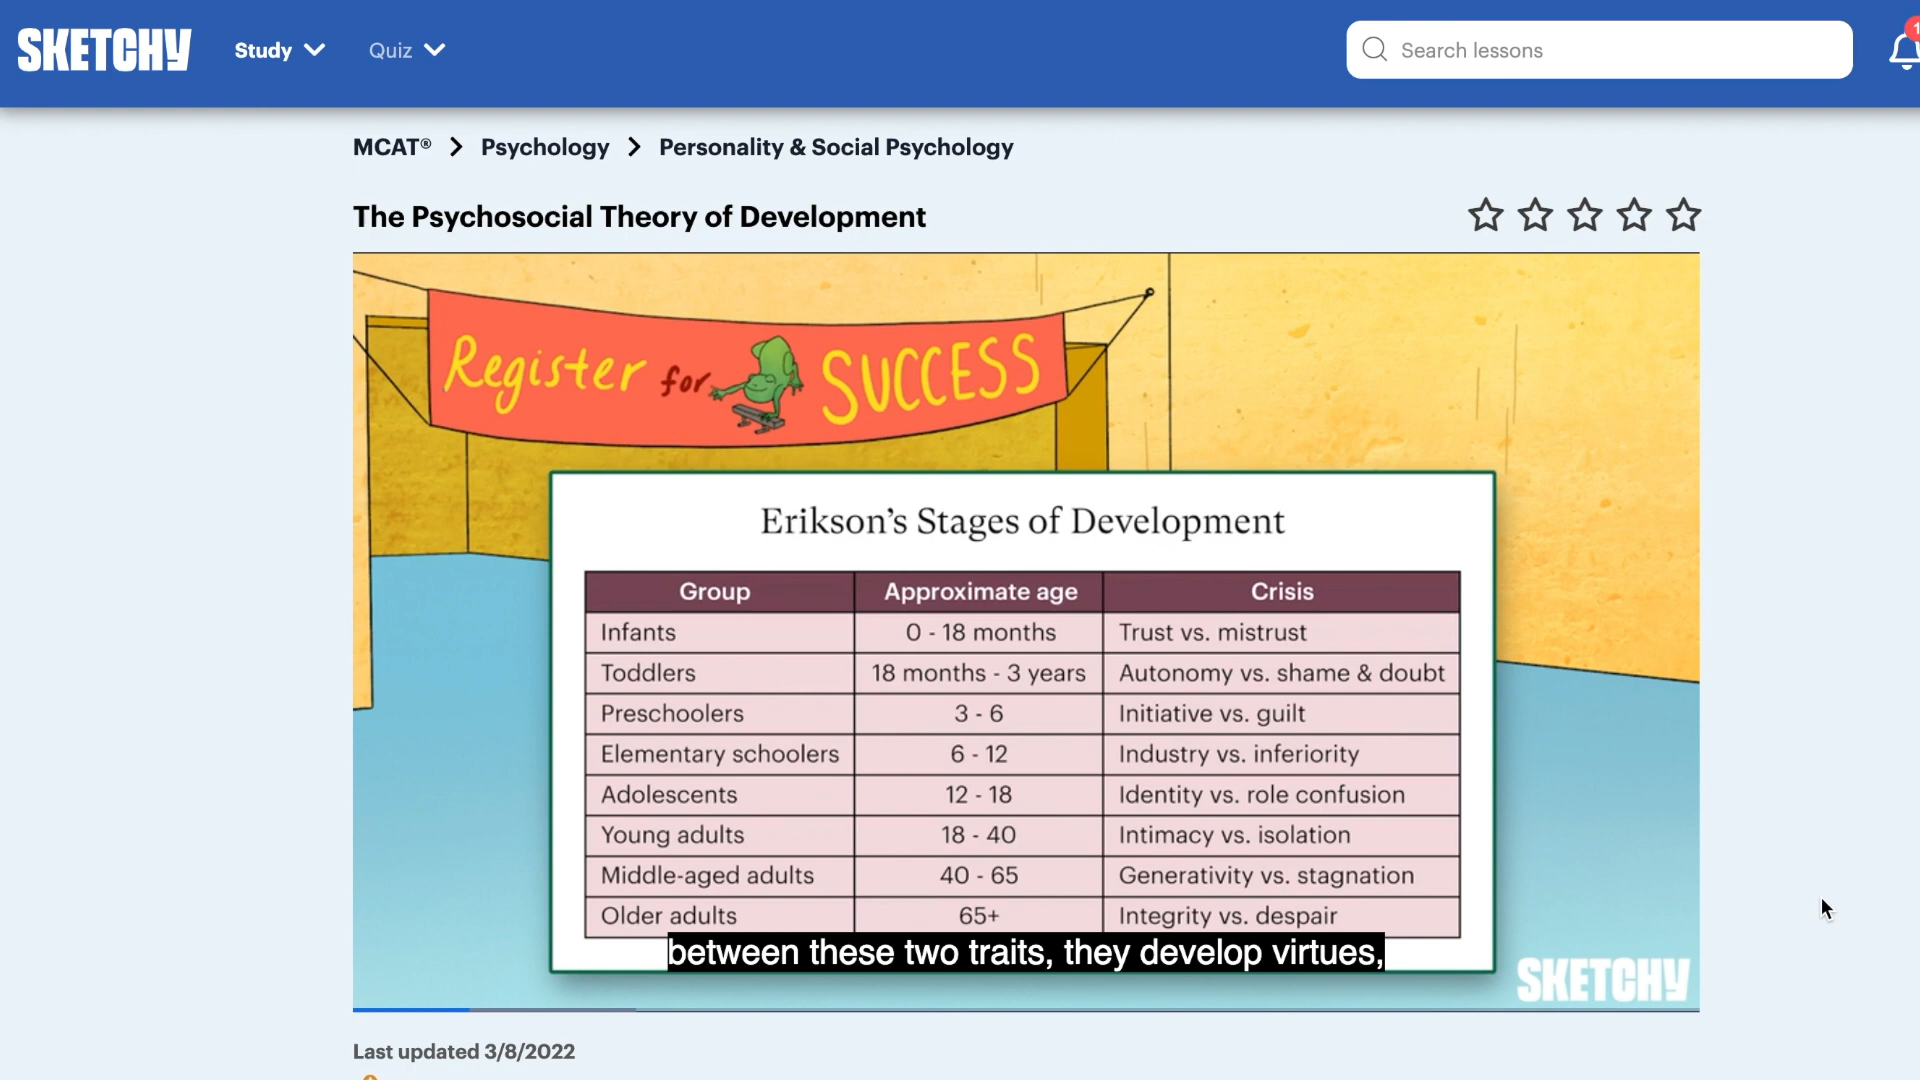 SKETCHY
Study
Quiz
Search lessons
1
MCAT®
Psychology
Personality & Social Psychology
The Psychosocial Theory of Development
Register for SUCCESS
Erikson's Stages of Development
Group Approximate age Crisis
Infants 0 - 18 months Trust vs. mistrust
Toddlers 18 months - 3 years Autonomy vs. shame & doubt
Preschoolers 3 - 6 Initiative vs. guilt
Elementary schoolers 6 - 12 Industry vs. inferiority
Adolescents 12 - 18 Identity vs. role confusion
Young adults 18 - 40 Intimacy vs. isolation
Middle-aged adults 40 - 65 Generativity vs. stagnation
Older adults 65+ Integrity vs. despair
between these two traits, they develop virtues,
SKETCHY
Last updated 3/8/2022